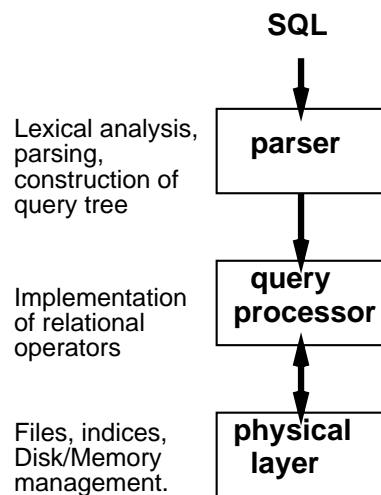 SQL
Lexical analysis,
parsing,
construction of
query tree
parser
Implementation
of relational
operators
query
processor
Files, indices,
Disk/Memory
management.
physical
layer